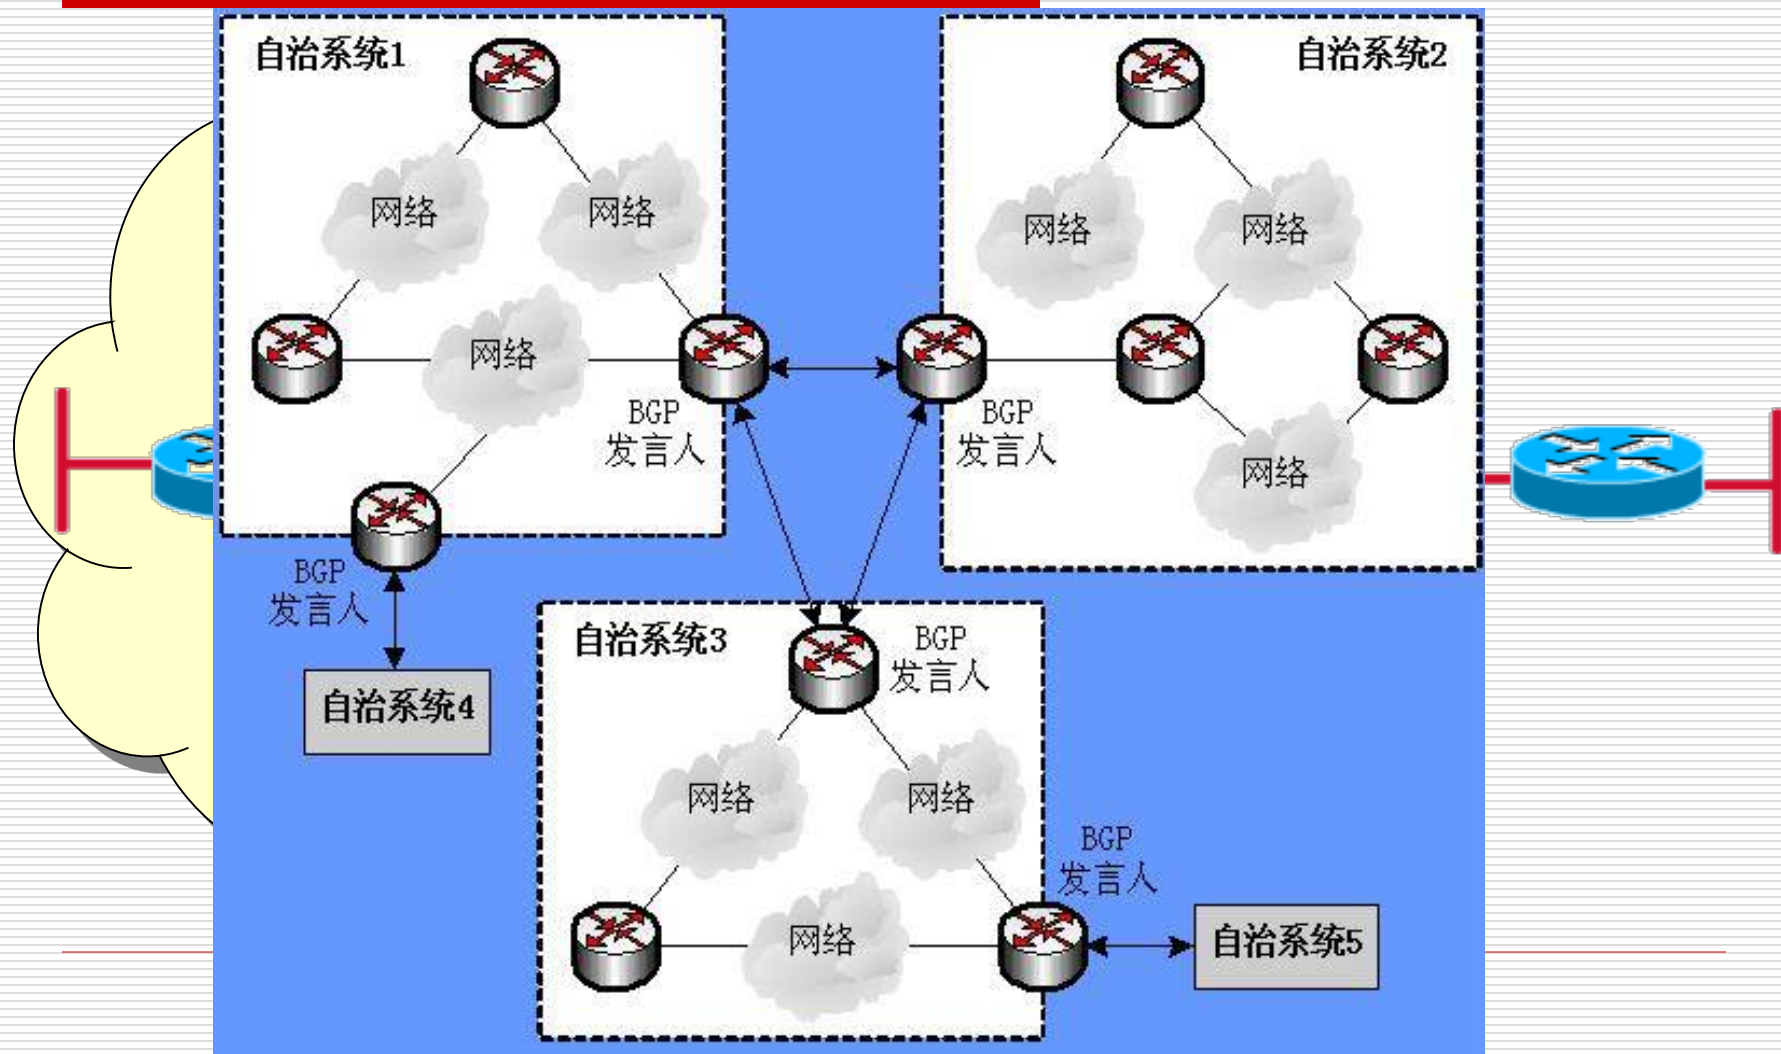 自治系统1
网络
网络
网络
BGP
发言人
BGP
发言人
自治系统4
自治系统2
网络
网络
BGP
发言人
网络
自治系统3
BGP
发言人
网络
网络
网络
BGP
发言人
自治系统5